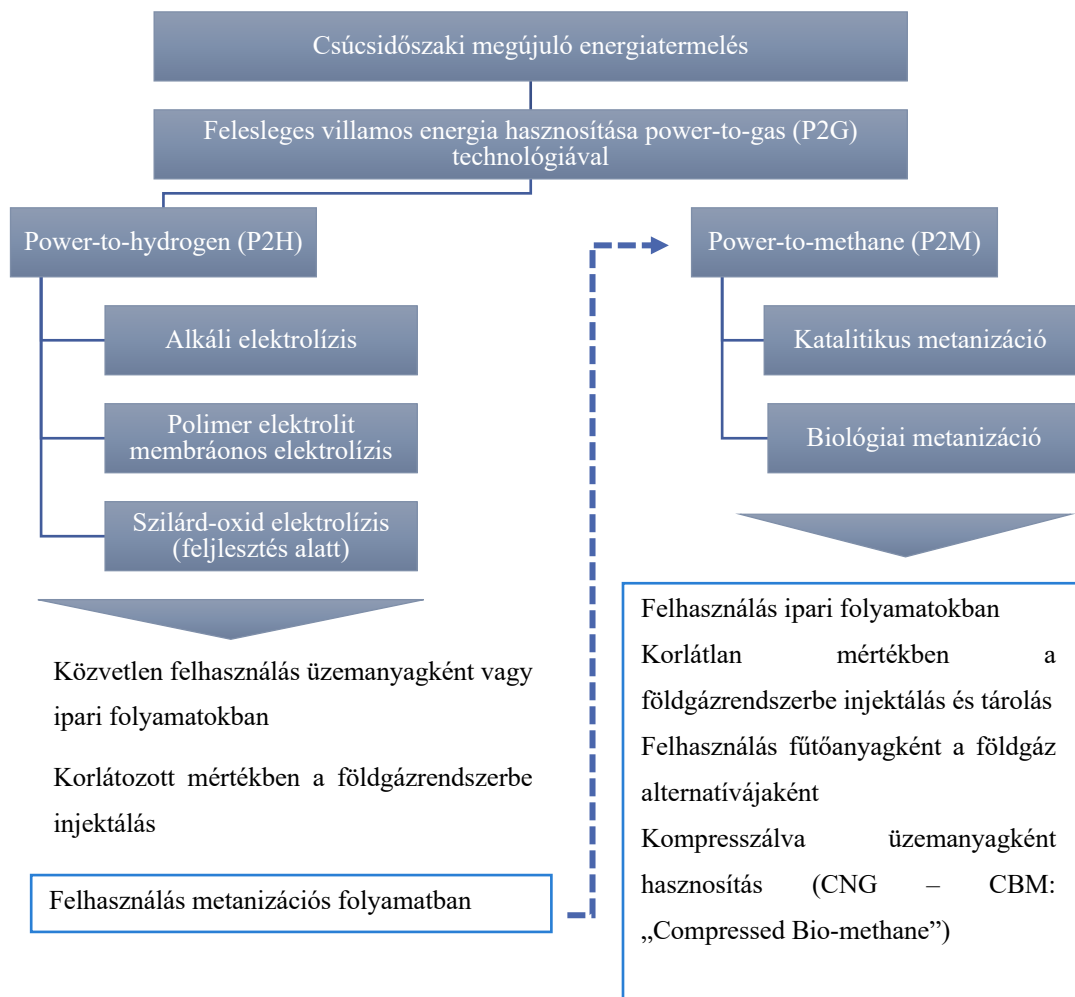 Csúcsidőszaki megújuló energiatermelés
Felesleges villamos energia hasznosítása power-to-gas (P2G)
technológiával
Power-to-hydrogen (P2H)
Alkáli elektrolízis
Polimer elektrolit
membráonos elektrolízis
Szilárd-oxid elektrolízis
(feljlesztés alatt)
Közvetlen felhasználás üzemanyagként vagy
ipari folyamatokban
Korlátozott mértékben a földgázrendszerbe
injektálás
Felhasználás metanizációs folyamatban
Power-to-methane (P2M)
Katalitikus metanizáció
Biológiai metanizáció
Felhasználás ipari folyamatokban
Korlátlan mértékben a
földgázrendszerbe injektálás és tárolás
Felhasználás fűtőanyagként a földgáz
alternatívájaként
Kompresszálva üzemanyagként
hasznosítás (CNG – CBM:
„Compressed Bio-methane”)